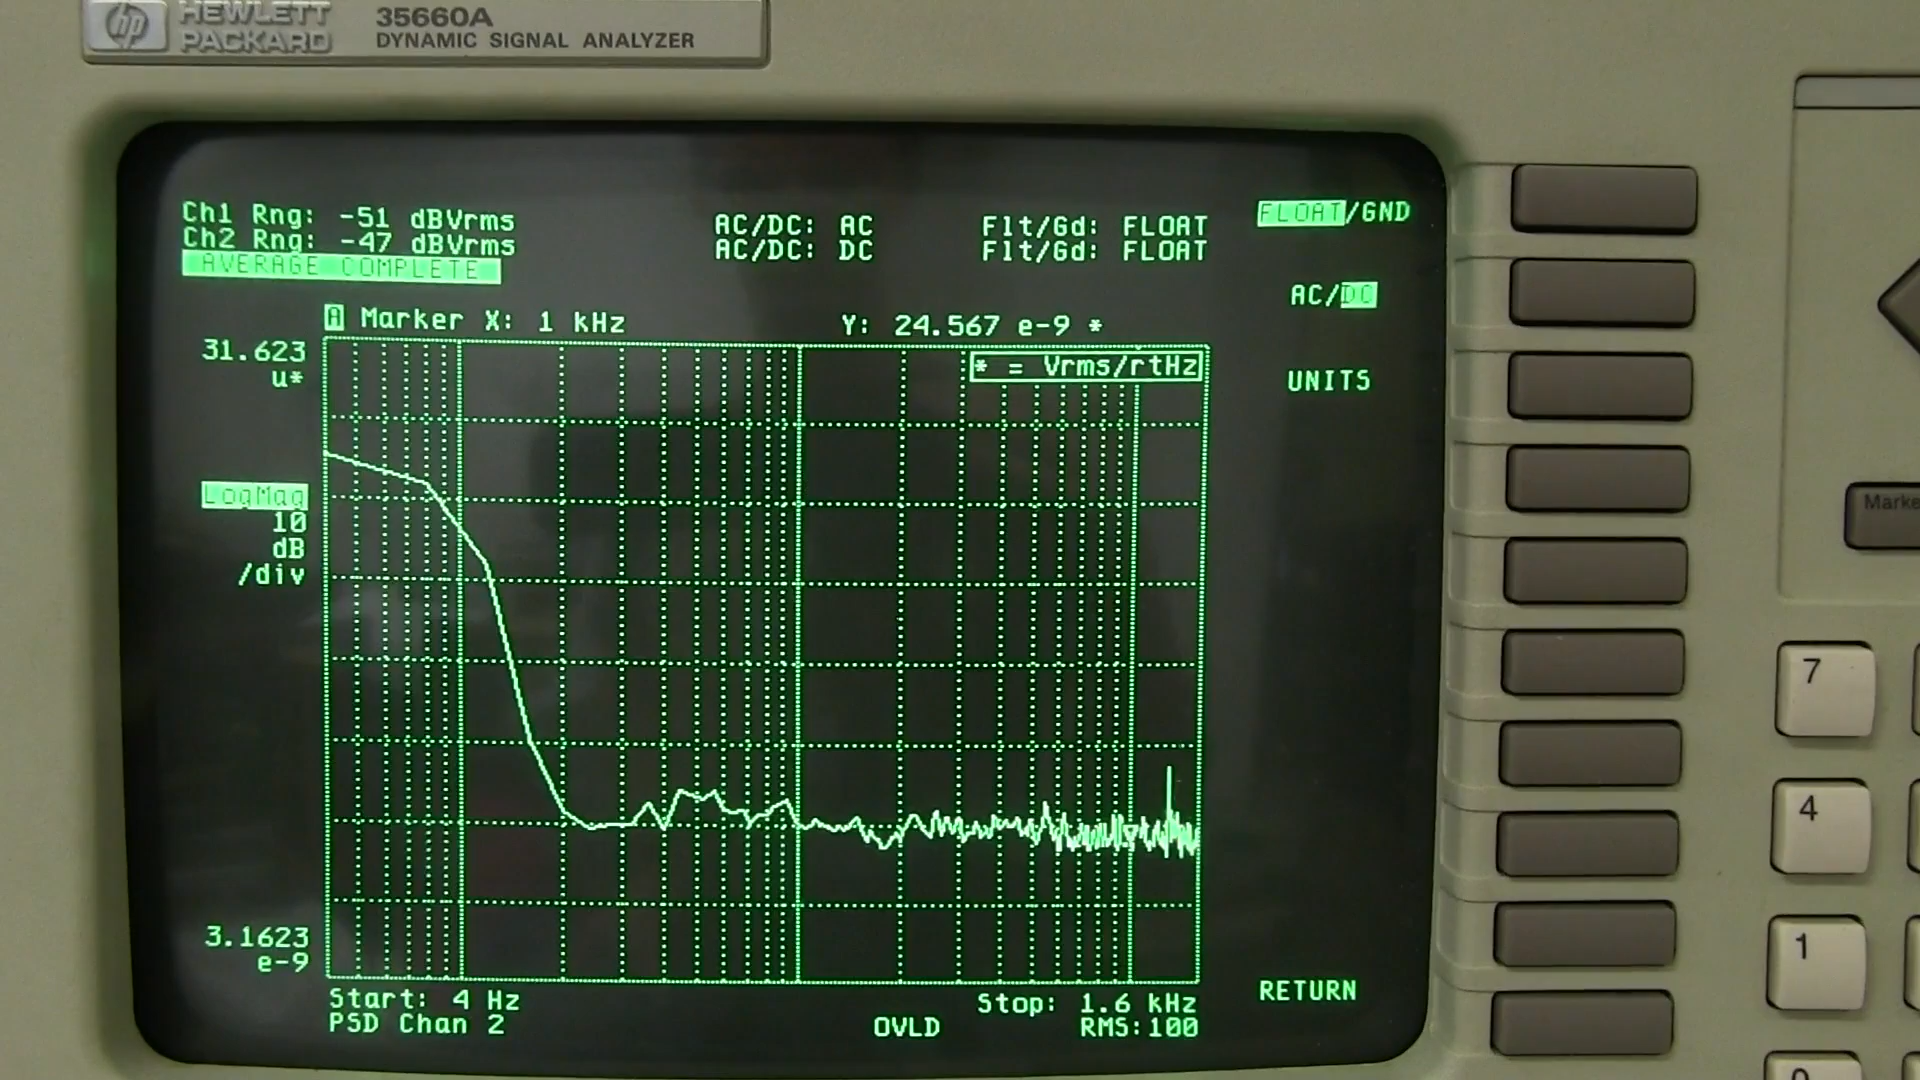 hp HEWLETT PACKARD
35660A
DYNAMIC SIGNAL ANALYZER
Ch1 Rng: -51 dBVrms AC/DC: AC Flt/Gd: FLOAT
Ch2 Rng: -47 dBVrms AC/DC: DC Flt/Gd: FLOAT
AVERAGE COMPLETE
FLOAT/GND
AC/DC
UNITS
RETURN
A Marker X: 1 kHz Y: 24.567 e-9 *
* = Vrms/rtHz
31.623
u*
LogMag
10
dB
/div
3.1623
e-9
Start: 4 Hz Stop: 1.6 kHz
PSD Chan 2 OVLD RMS:100
7
4
1